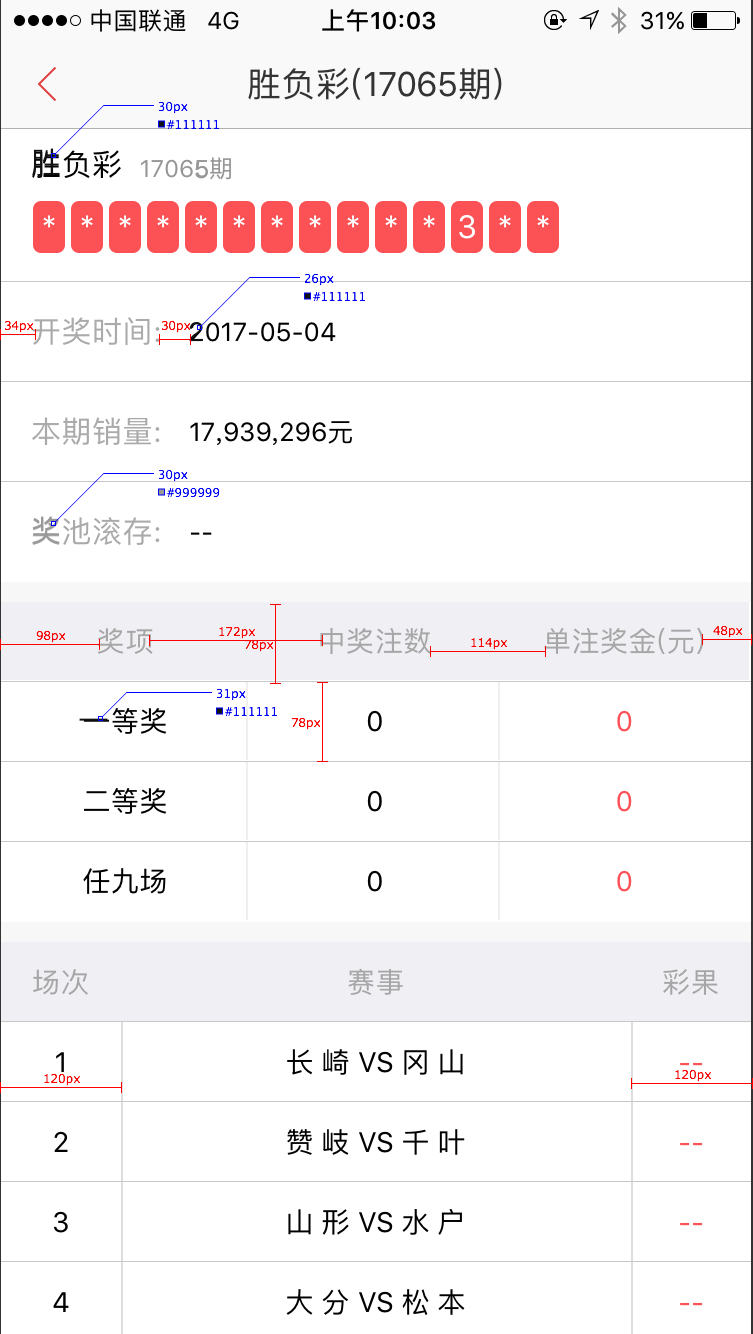 中国联通 4G 上午10:03 31%
胜负彩(17065期)
30px
#111111
胜负彩 17065期
* * * * * * * * * * * 3 * *
26px
#111111
34px 开奖时间: 30px 2017-05-04
本期销量: 17,939,296元
30px
#999999
奖池滚存: --
98px 奖项 172px 78px 中奖注数 114px 单注奖金(元) 48px
31px
#111111
一等奖 78px 0 0
二等奖 0 0
任九场 0 0
场次 赛事 彩果
1 长 崎 VS 冈 山 --
120px 120px
2 赞 岐 VS 千 叶 --
3 山 形 VS 水 户 --
4 大 分 VS 松 本 --